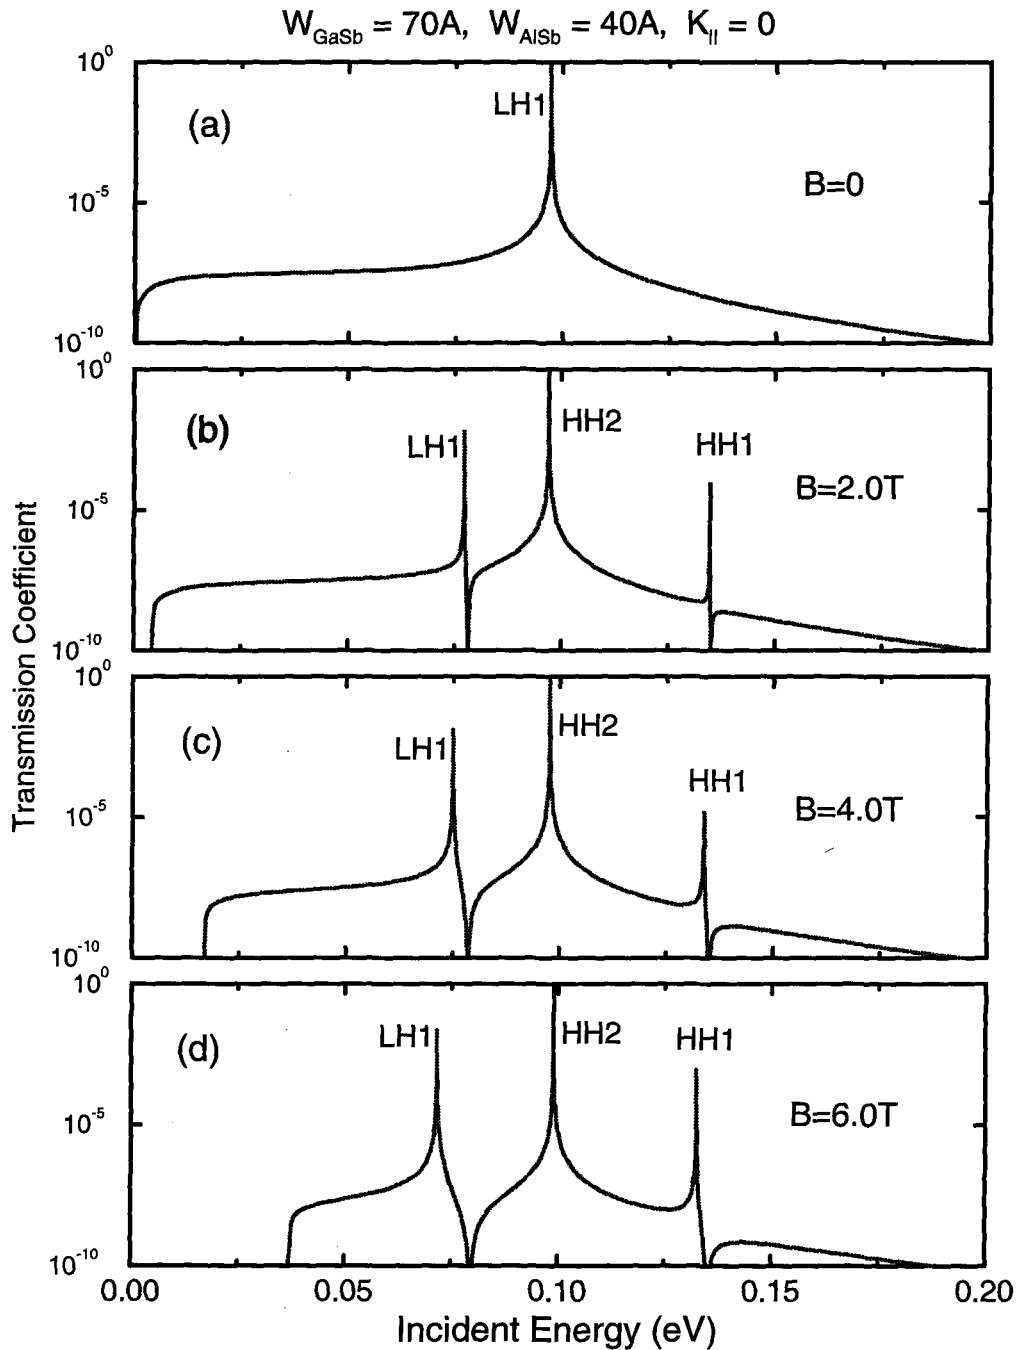 W_GaSb = 70A, W_AlSb = 40A, K_|| = 0
10^0
LH1
(a)
B=0
10^-5
10^-10
10^0
(b)
LH1
HH2
HH1
B=2.0T
10^-5
10^-10
Transmission Coefficient
10^0
(c)
LH1
HH2
HH1
B=4.0T
10^-5
10^-10
10^0
(d)
LH1
HH2
HH1
B=6.0T
10^-5
10^-10
0.00 0.05 0.10 0.15 0.20
Incident Energy (eV)